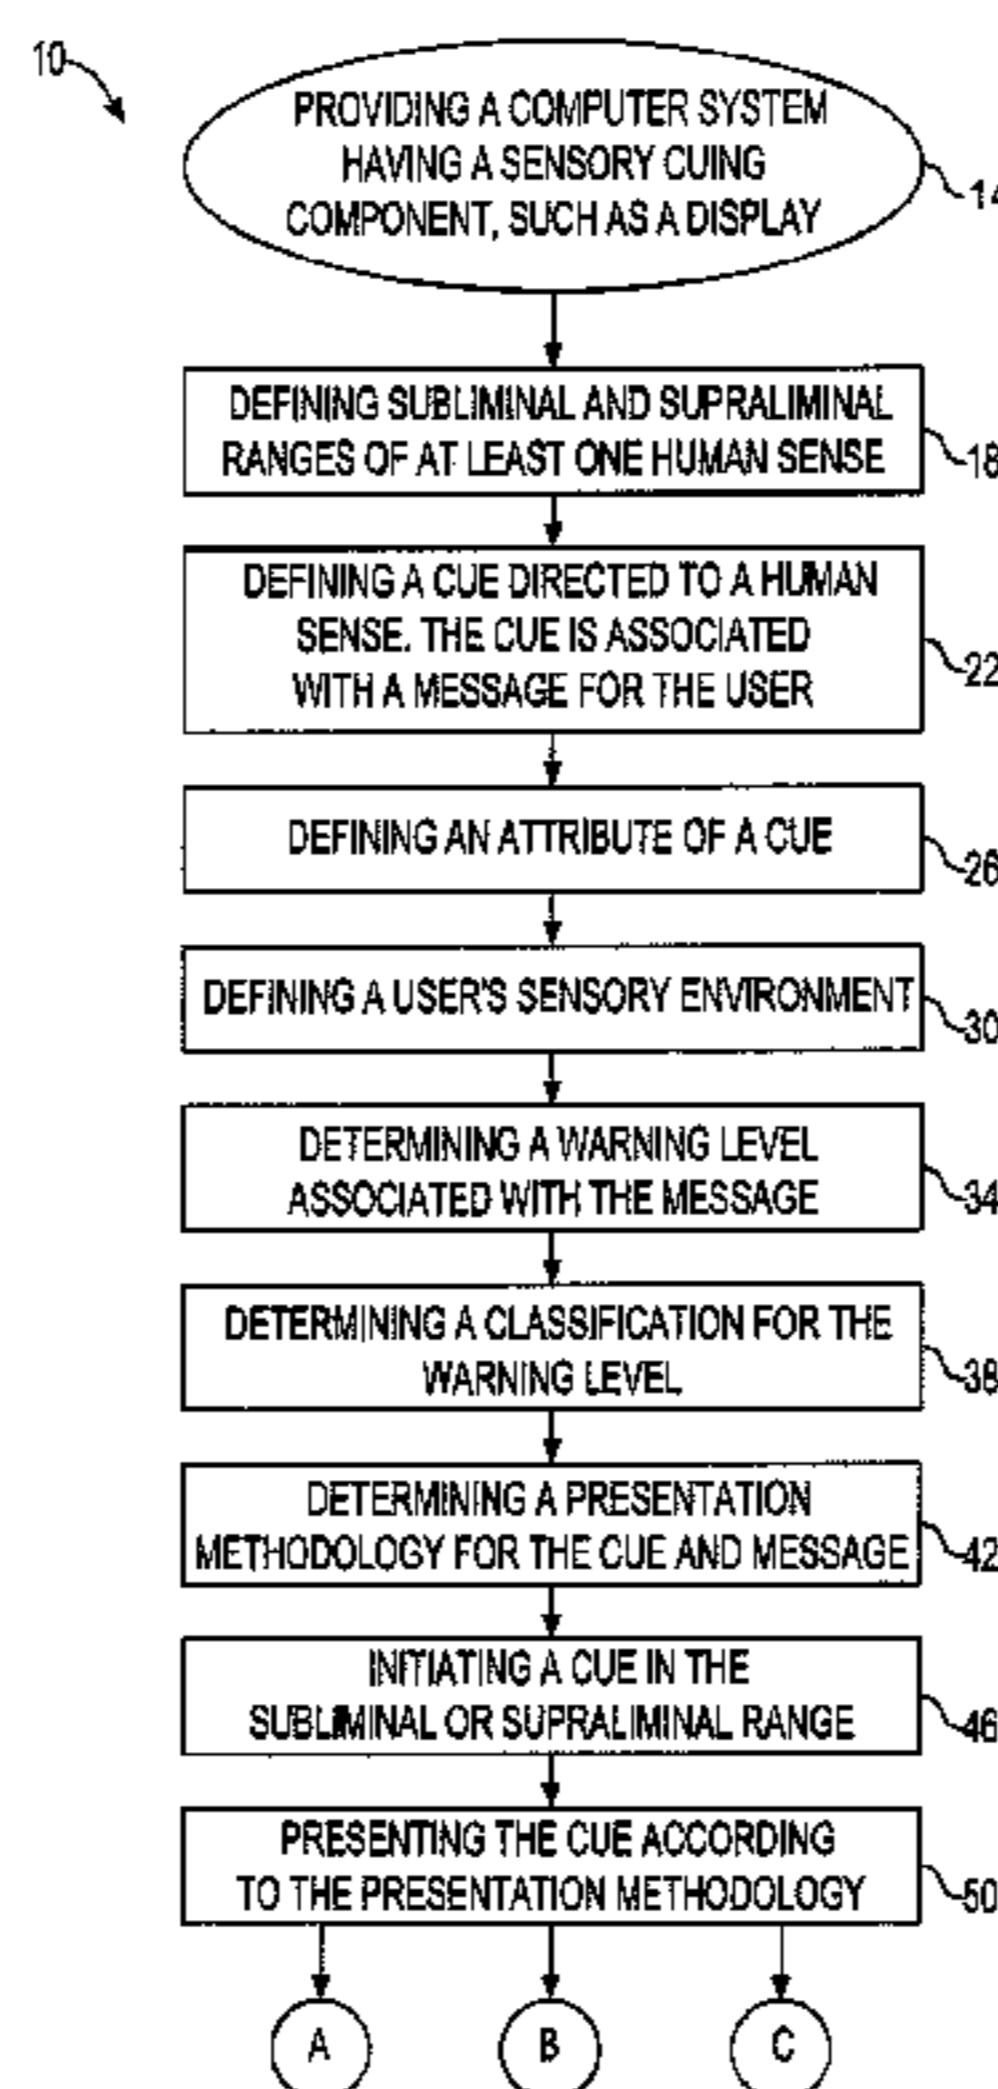 10
PROVIDING A COMPUTER SYSTEM
HAVING A SENSORY CUING
COMPONENT, SUCH AS A DISPLAY
14
DEFINING SUBLIMINAL AND SUPRALIMINAL
RANGES OF AT LEAST ONE HUMAN SENSE
18
DEFINING A CUE DIRECTED TO A HUMAN
SENSE. THE CUE IS ASSOCIATED
WITH A MESSAGE FOR THE USER
22
DEFINING AN ATTRIBUTE OF A CUE
26
DEFINING A USER'S SENSORY ENVIRONMENT
30
DETERMINING A WARNING LEVEL
ASSOCIATED WITH THE MESSAGE
34
DETERMINING A CLASSIFICATION FOR THE
WARNING LEVEL
38
DETERMINING A PRESENTATION
METHODOLOGY FOR THE CUE AND MESSAGE
42
INITIATING A CUE IN THE
SUBLIMINAL OR SUPRALIMINAL RANGE
46
PRESENTING THE CUE ACCORDING
TO THE PRESENTATION METHODOLOGY
50
A
B
C